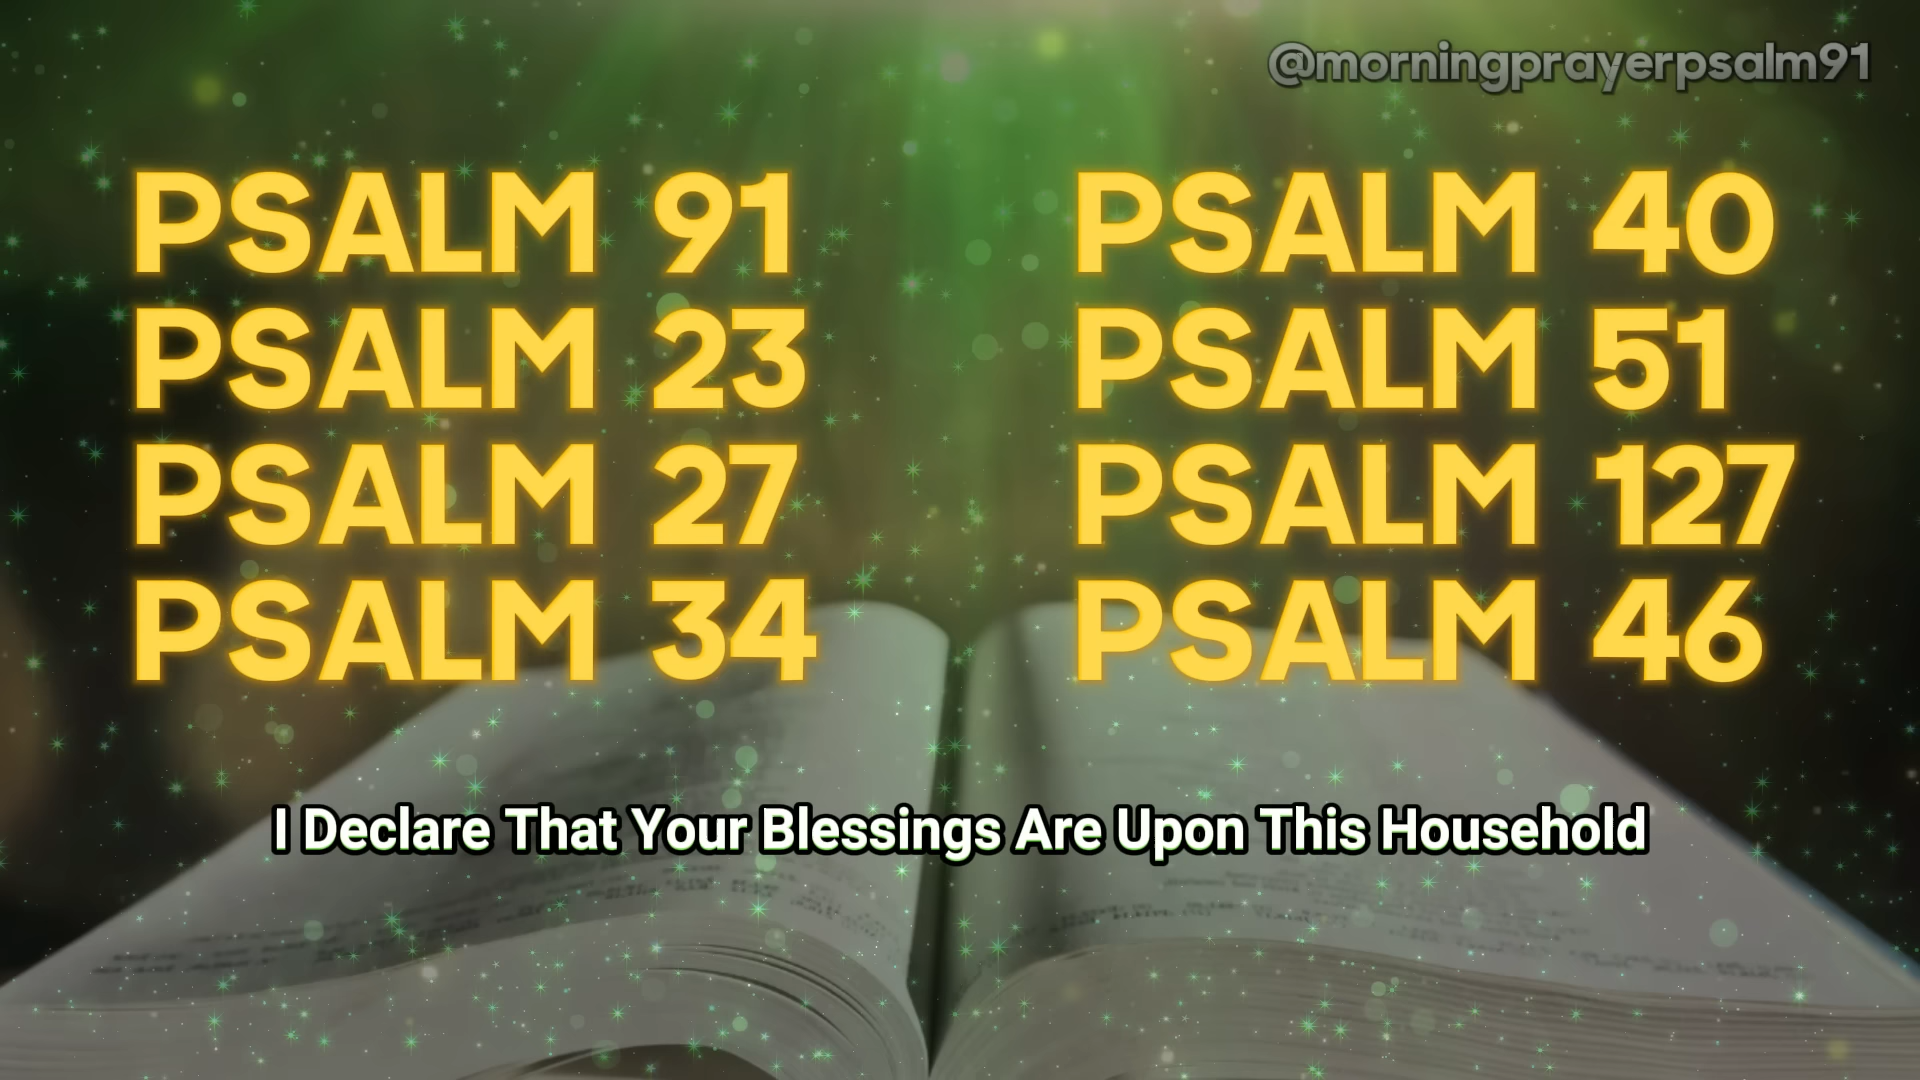 @morningprayerpsalm91
PSALM 91
PSALM 23
PSALM 27
PSALM 34
PSALM 40
PSALM 51
PSALM 127
PSALM 46
I Declare That Your Blessings Are Upon This Household